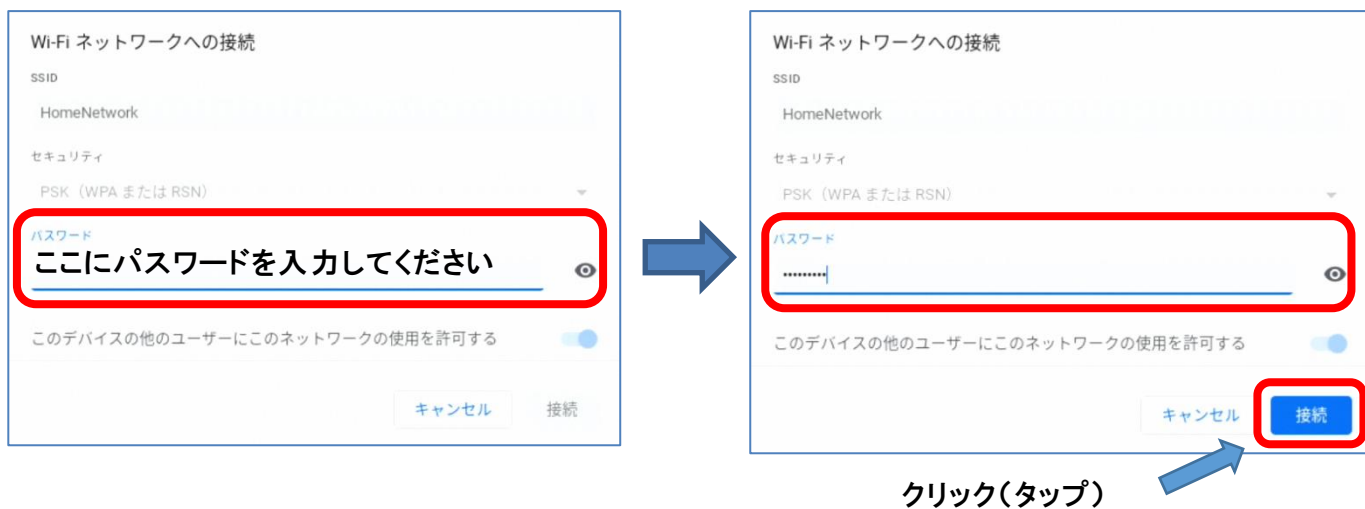 Wi-Fi ネットワークへの接続
SSID
HomeNetwork
セキュリティ
PSK（WPA または RSN）
パスワード
ここにパスワードを入力してください
このデバイスの他のユーザーにこのネットワークの使用を許可する
キャンセル
接続
Wi-Fi ネットワークへの接続
SSID
HomeNetwork
セキュリティ
PSK（WPA または RSN）
パスワード
•••••••••
このデバイスの他のユーザーにこのネットワークの使用を許可する
キャンセル
接続
クリック（タップ）